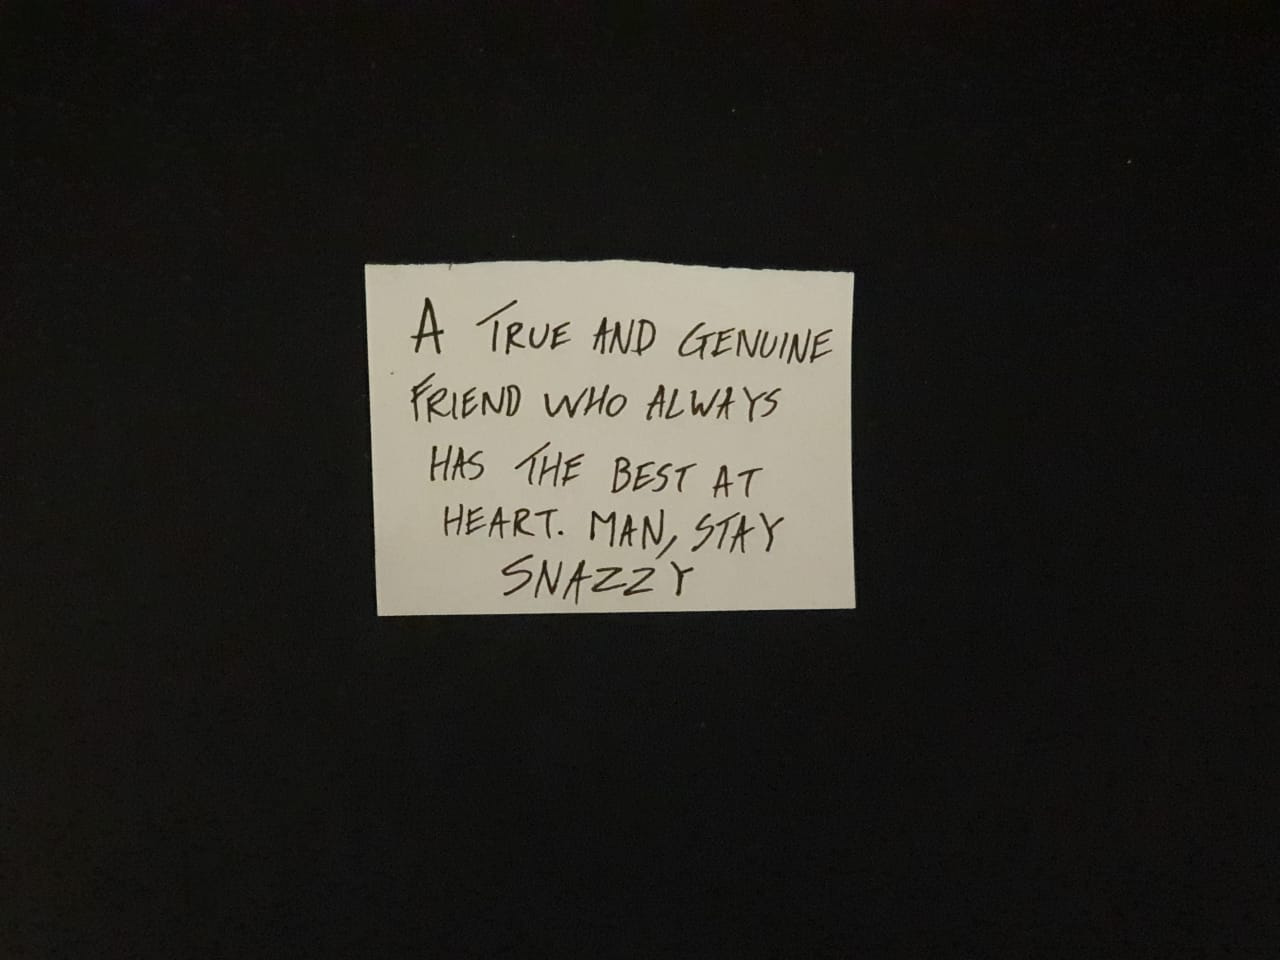 A TRUE AND GENUINE
FRIEND WHO ALWAYS
HAS THE BEST AT
HEART. MAN, STAY
SNAZZY